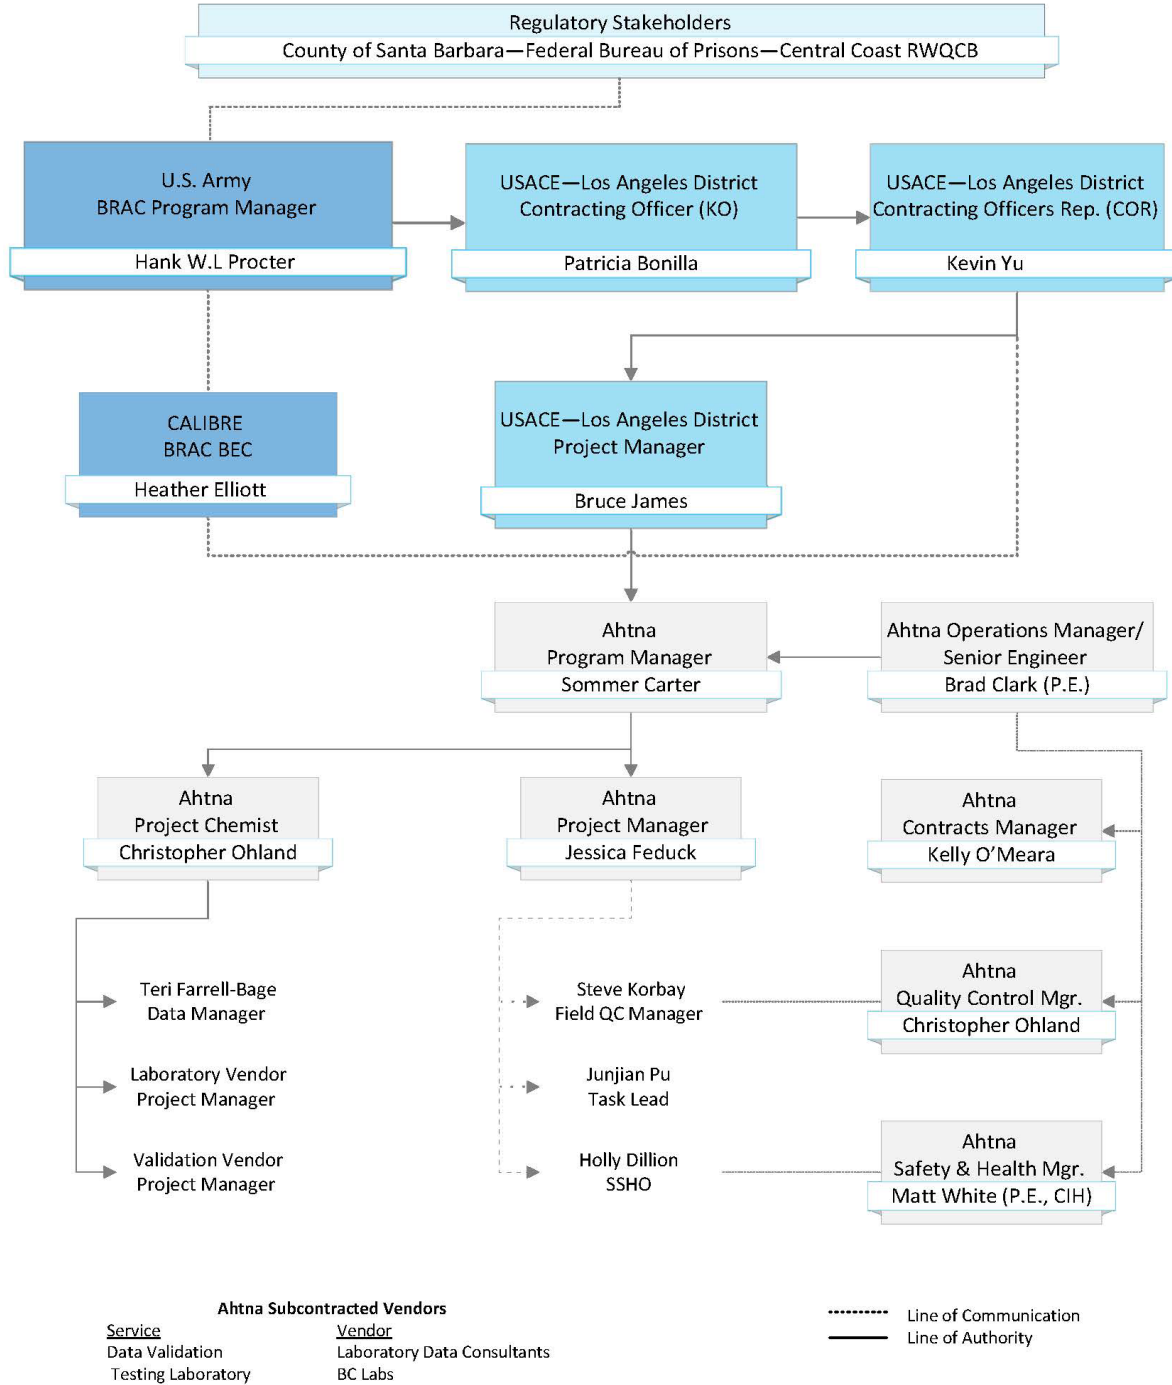 Regulatory Stakeholders
County of Santa Barbara—Federal Bureau of Prisons—Central Coast RWQCB
U.S. Army
BRAC Program Manager
Hank W.L Procter
USACE—Los Angeles District
Contracting Officer (KO)
Patricia Bonilla
USACE—Los Angeles District
Contracting Officers Rep. (COR)
Kevin Yu
CALIBRE
BRAC BEC
Heather Elliott
USACE—Los Angeles District
Project Manager
Bruce James
Ahtna
Program Manager
Sommer Carter
Ahtna Operations Manager/
Senior Engineer
Brad Clark (P.E.)
Ahtna
Project Chemist
Christopher Ohland
Ahtna
Project Manager
Jessica Feduck
Ahtna
Contracts Manager
Kelly O’Meara
Teri Farrell-Bage
Data Manager
Steve Korbay
Field QC Manager
Ahtna
Quality Control Mgr.
Christopher Ohland
Laboratory Vendor
Project Manager
Junjian Pu
Task Lead
Validation Vendor
Project Manager
Holly Dillion
SSHO
Ahtna
Safety & Health Mgr.
Matt White (P.E., CIH)
Ahtna Subcontracted Vendors
Service Vendor
Data Validation Laboratory Data Consultants
Testing Laboratory BC Labs
Line of Communication
Line of Authority